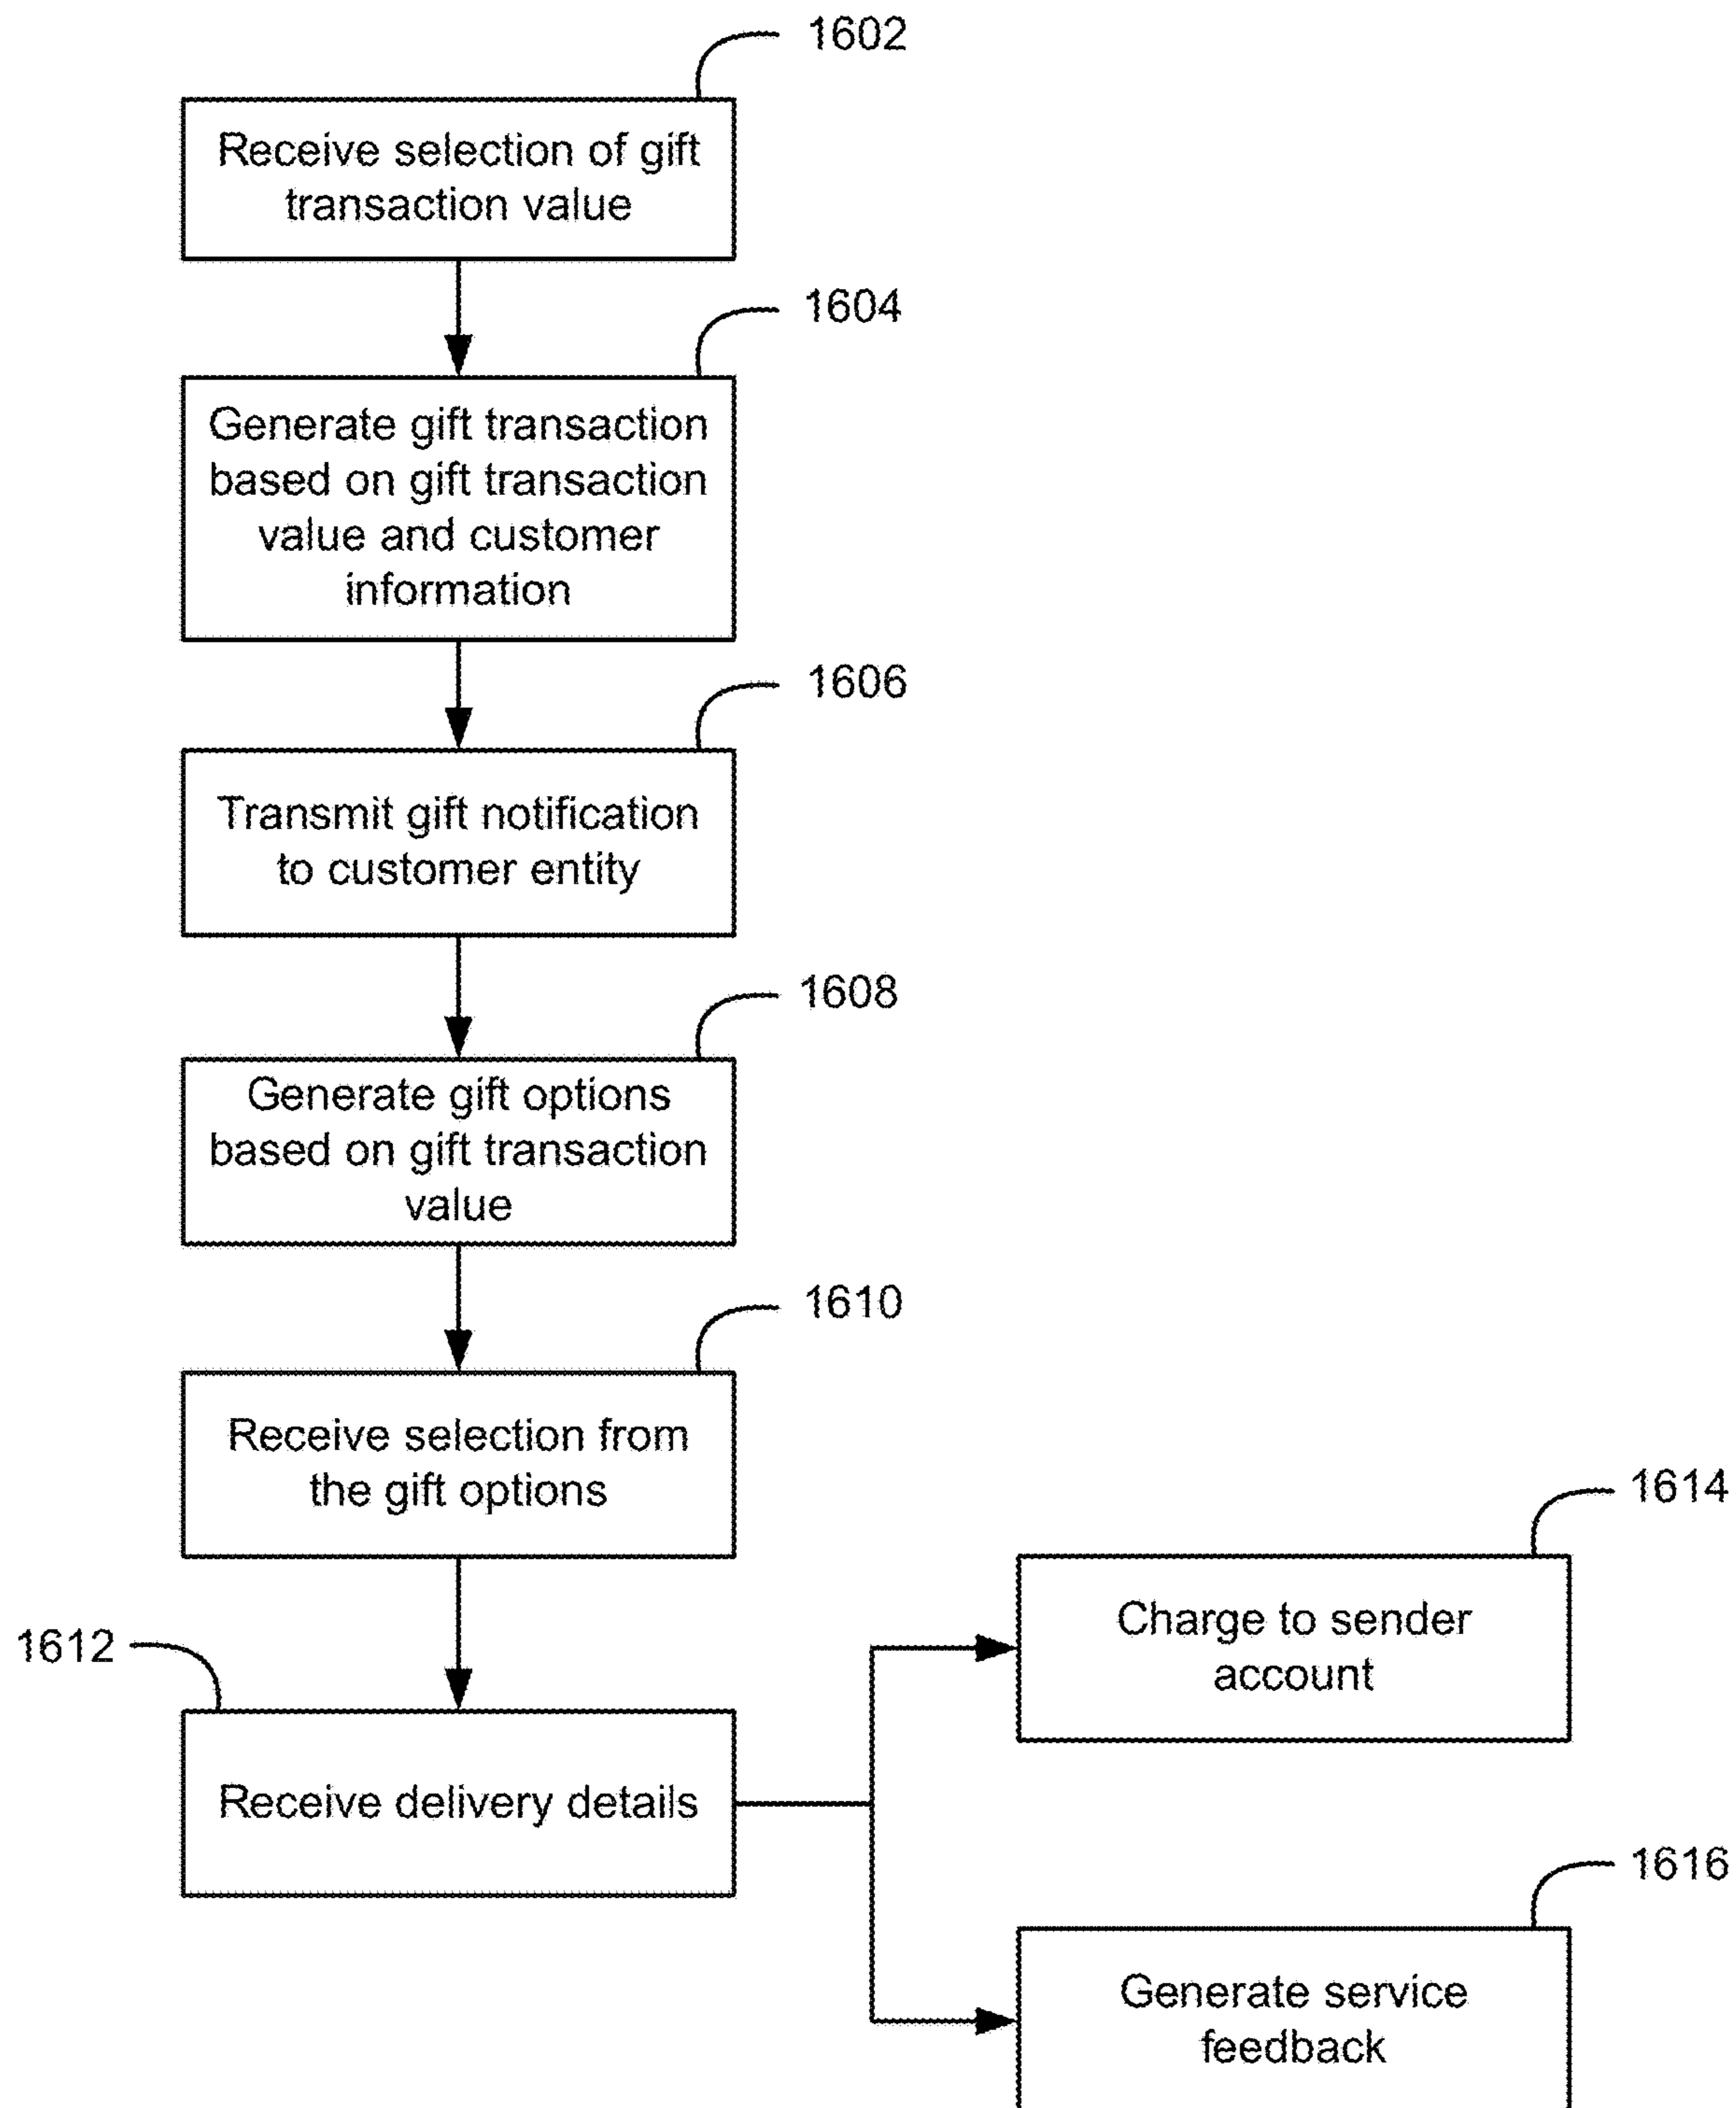 1602
Receive selection of gift
transaction value
1604
Generate gift transaction
based on gift transaction
value and customer
information
1606
Transmit gift notification
to customer entity
1608
Generate gift options
based on gift transaction
value
1610
Receive selection from
the gift options
1612
Receive delivery details
1614
Charge to sender
account
1616
Generate service
feedback